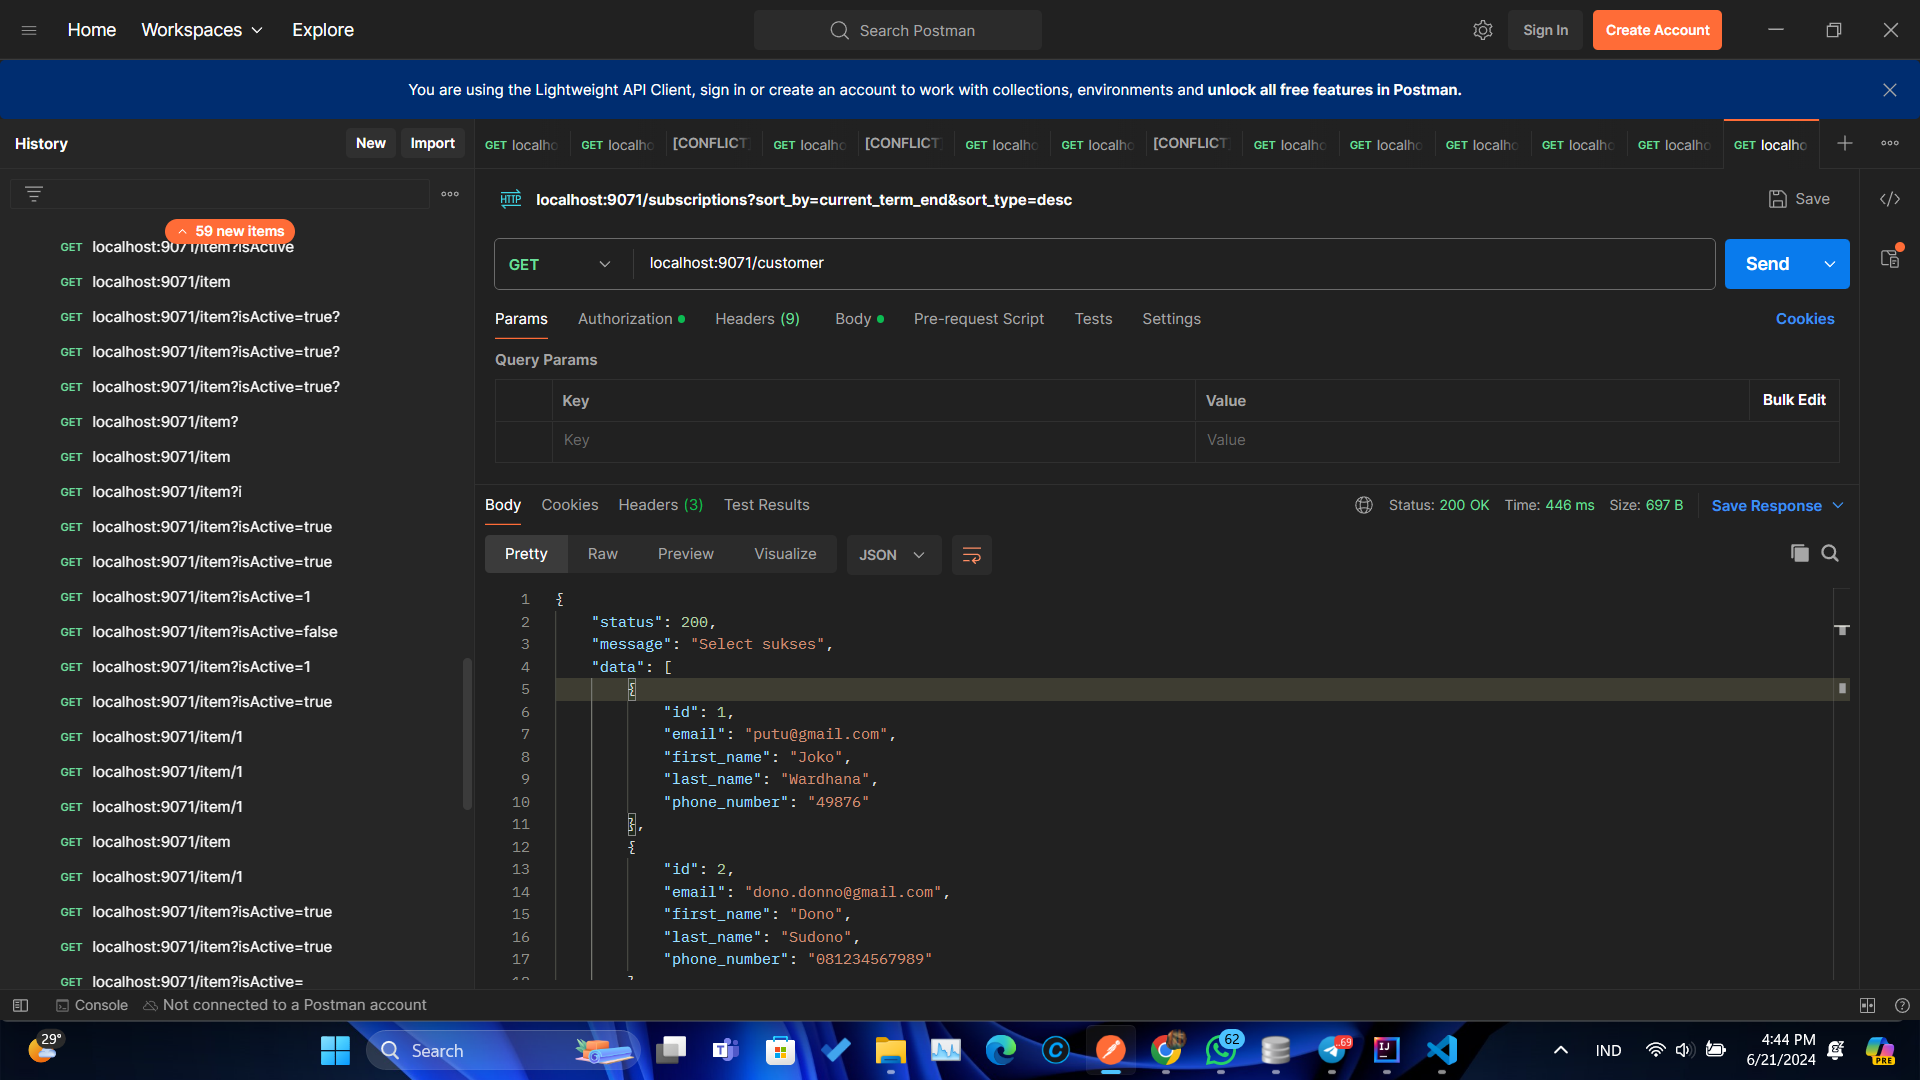 Home
Workspaces
Explore
Search Postman
Sign In
Create Account
You are using the Lightweight API Client, sign in or create an account to work with collections, environments and unlock all free features in Postman.
History
New
Import
GET localho
GET localho
[CONFLICT]
GET localho
[CONFLICT]
GET localho
GET localho
[CONFLICT]
GET localho
GET localho
GET localho
GET localho
GET localho
GET localho
59 new items
GET localhost:9071/item?isActive
GET localhost:9071/item
GET localhost:9071/item?isActive=true?
GET localhost:9071/item?isActive=true?
GET localhost:9071/item?isActive=true?
GET localhost:9071/item?
GET localhost:9071/item
GET localhost:9071/item?i
GET localhost:9071/item?isActive=true
GET localhost:9071/item?isActive=true
GET localhost:9071/item?isActive=1
GET localhost:9071/item?isActive=false
GET localhost:9071/item?isActive=1
GET localhost:9071/item?isActive=true
GET localhost:9071/item/1
GET localhost:9071/item/1
GET localhost:9071/item/1
GET localhost:9071/item
GET localhost:9071/item/1
GET localhost:9071/item?isActive=true
GET localhost:9071/item?isActive=true
GET localhost:9071/item?isActive=
HTTP localhost:9071/subscriptions?sort_by=current_term_end&sort_type=desc
Save
GET
localhost:9071/customer
Send
Params
Authorization
Headers (9)
Body
Pre-request Script
Tests
Settings
Cookies
Query Params
Key
Value
Bulk Edit
Key
Value
Body
Cookies
Headers (3)
Test Results
Status: 200 OK
Time: 446 ms
Size: 697 B
Save Response
Pretty
Raw
Preview
Visualize
JSON
1 {
2 "status": 200,
3 "message": "Select sukses",
4 "data": [
5 {
6 "id": 1,
7 "email": "putu@gmail.com",
8 "first_name": "Joko",
9 "last_name": "Wardhana",
10 "phone_number": "49876"
11 },
12 {
13 "id": 2,
14 "email": "dono.donno@gmail.com",
15 "first_name": "Dono",
16 "last_name": "Sudono",
17 "phone_number": "081234567989"
Console
Not connected to a Postman account
29°
Search
62
69
IND
4:44 PM
6/21/2024
PRE